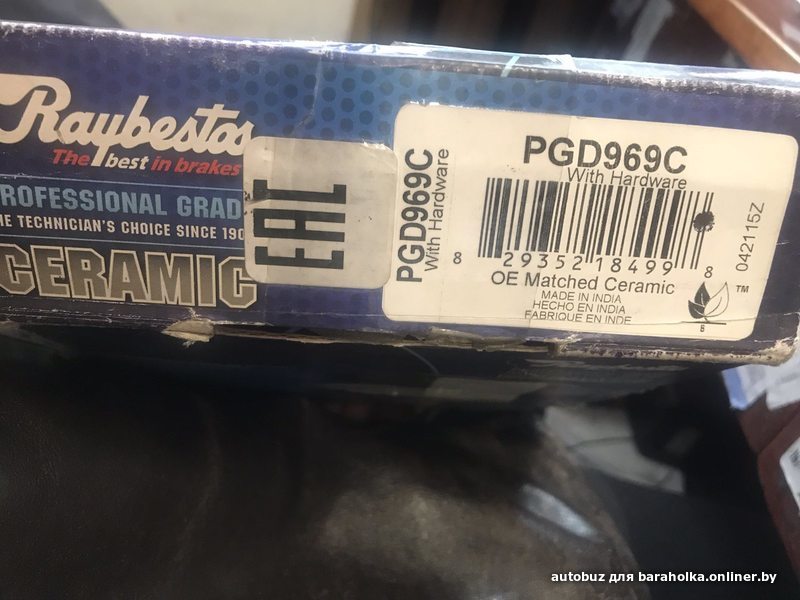 Raybestos
The best in brakes
PROFESSIONAL GRAD
THE TECHNICIAN'S CHOICE SINCE 190
CERAMIC
EAC
PGD969C
With Hardware
PGD969C
With Hardware
8 29352 18499 8
OE Matched Ceramic
MADE IN INDIA
HECHO EN INDIA
FABRIQUE EN INDE
042115Z
TM
B
autobuz для baraholka.onliner.by